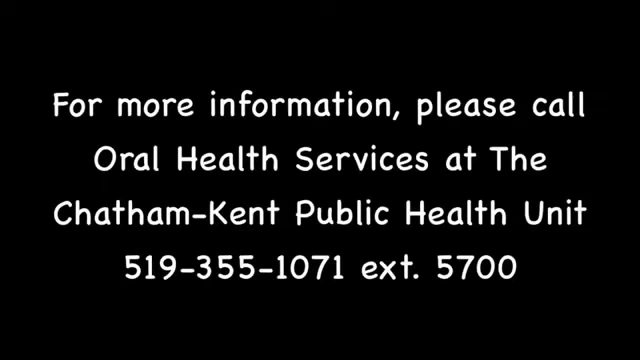 For more information, please call
Oral Health Services at The
Chatham-Kent Public Health Unit
519-355-1071 ext. 5700